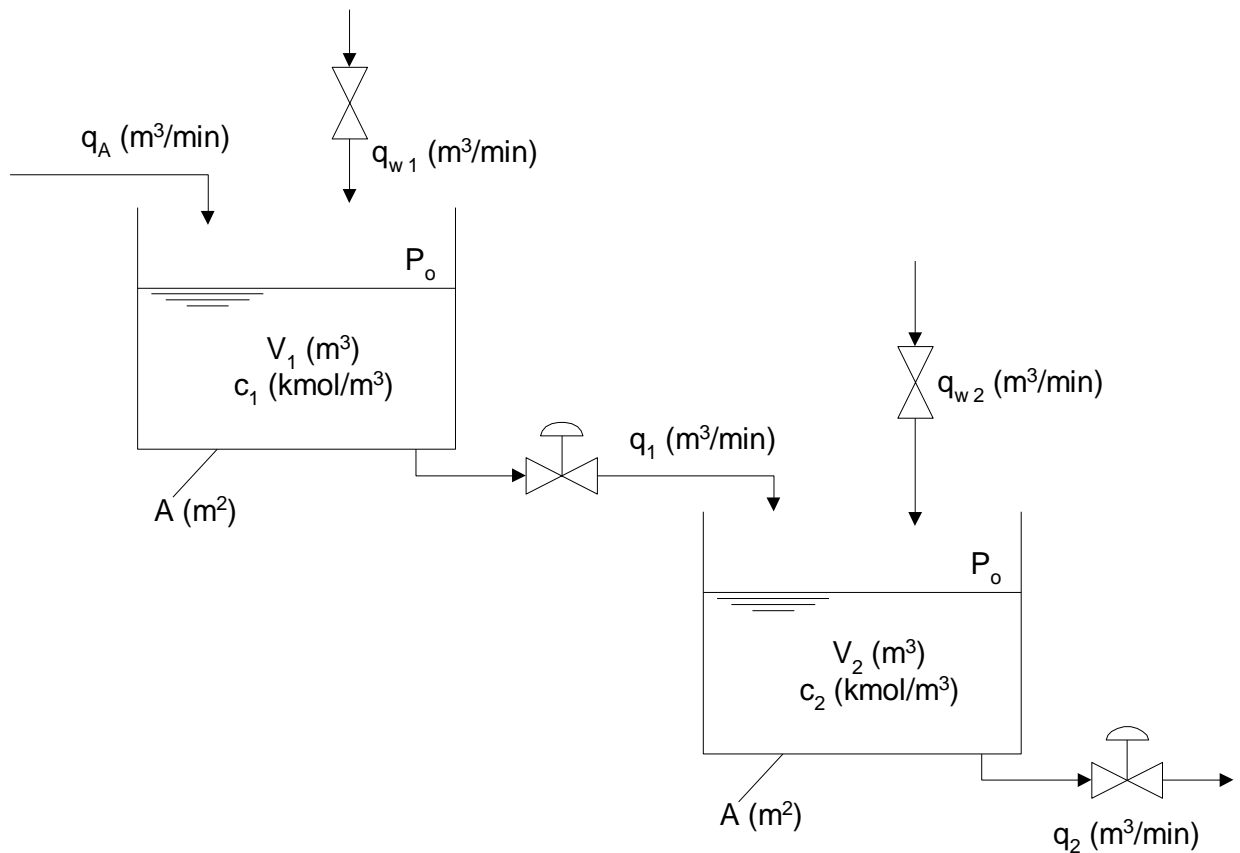 q_A (m³/min)
q_w 1 (m³/min)
P_o
V_1 (m³)
c_1 (kmol/m³)
A (m²)
q_1 (m³/min)
q_w 2 (m³/min)
P_o
V_2 (m³)
c_2 (kmol/m³)
A (m²)
q_2 (m³/min)